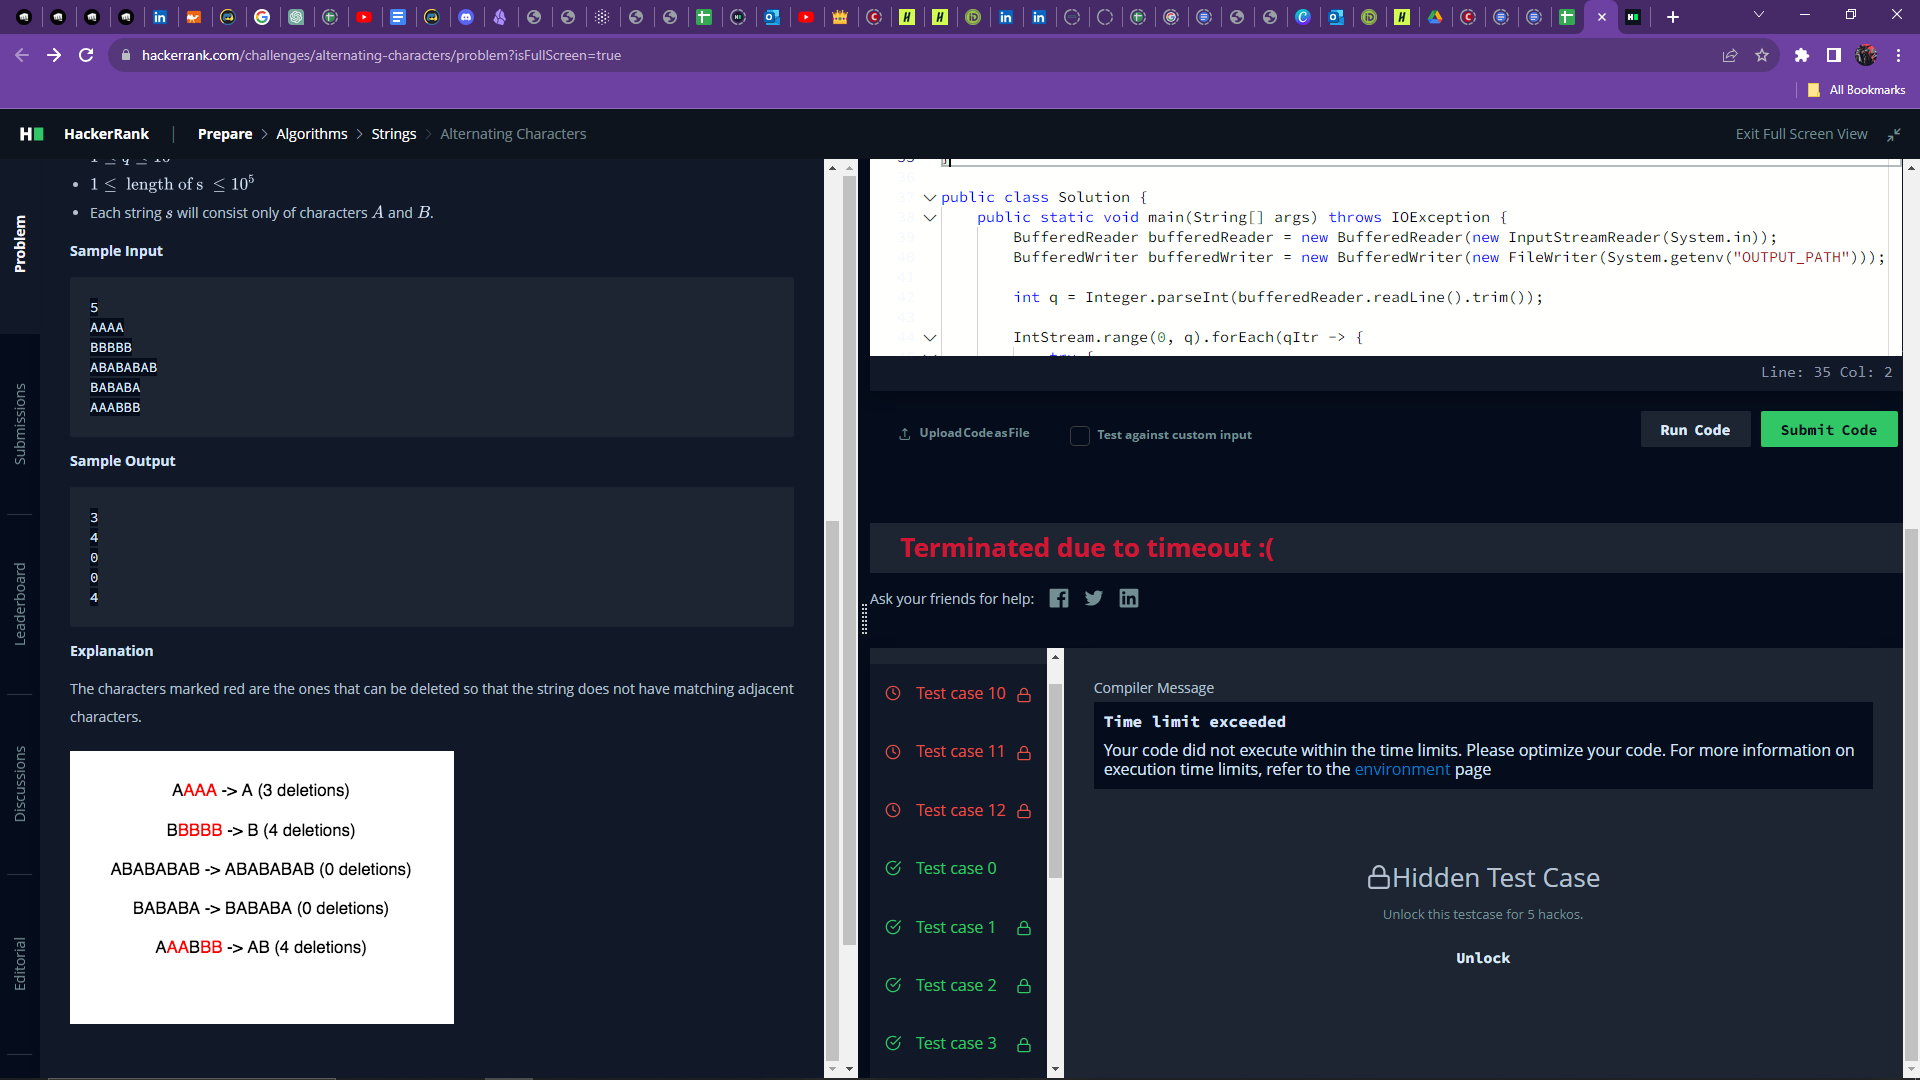 hackerrank.com/challenges/alternating-characters/problem?isFullScreen=true
All Bookmarks
HackerRank
Prepare > Algorithms > Strings > Alternating Characters
Exit Full Screen View
Problem
Submissions
Leaderboard
Discussions
Editorial
1 ≤ length of s ≤ 10^5
Each string s will consist only of characters A and B.
Sample Input
5
AAAA
BBBBB
ABABABAB
BABABA
AAABBB
Sample Output
3
4
0
0
4
Explanation
The characters marked red are the ones that can be deleted so that the string does not have matching adjacent
characters.
AAAA -> A (3 deletions)
BBBBB -> B (4 deletions)
ABABABAB -> ABABABAB (0 deletions)
BABABA -> BABABA (0 deletions)
AAABBB -> AB (4 deletions)
public class Solution {
public static void main(String[] args) throws IOException {
BufferedReader bufferedReader = new BufferedReader(new InputStreamReader(System.in));
BufferedWriter bufferedWriter = new BufferedWriter(new FileWriter(System.getenv("OUTPUT_PATH")));
int q = Integer.parseInt(bufferedReader.readLine().trim());
IntStream.range(0, q).forEach(qItr -> {
Line: 35 Col: 2
Upload Code as File
Test against custom input
Run Code
Submit Code
Terminated due to timeout :(
Ask your friends for help:
Test case 10
Test case 11
Test case 12
Test case 0
Test case 1
Test case 2
Test case 3
Compiler Message
Time limit exceeded
Your code did not execute within the time limits. Please optimize your code. For more information on
execution time limits, refer to the environment page
Hidden Test Case
Unlock this testcase for 5 hackos.
Unlock